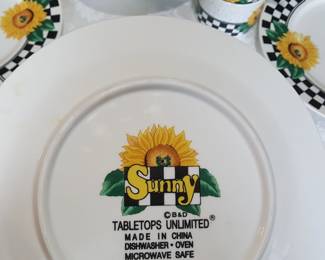 Sunny
©B&D
TABLETOPS UNLIMITED®
MADE IN CHINA
DISHWASHER • OVEN
MICROWAVE SAFE